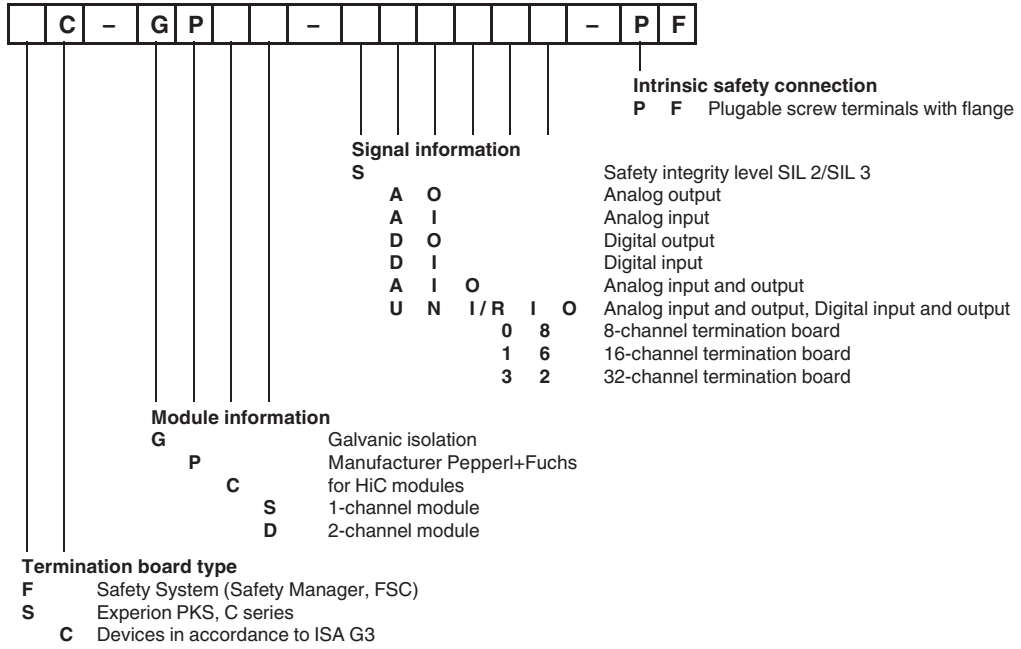 C – G P – – P F
Intrinsic safety connection
P F Plugable screw terminals with flange
Signal information
S Safety integrity level SIL 2/SIL 3
A O Analog output
A I Analog input
D O Digital output
D I Digital input
A I O Analog input and output
U N I / R I O Analog input and output, Digital input and output
0 8 8-channel termination board
1 6 16-channel termination board
3 2 32-channel termination board
Module information
G Galvanic isolation
P Manufacturer Pepperl+Fuchs
C for HiC modules
S 1-channel module
D 2-channel module
Termination board type
F Safety System (Safety Manager, FSC)
S Experion PKS, C series
C Devices in accordance to ISA G3